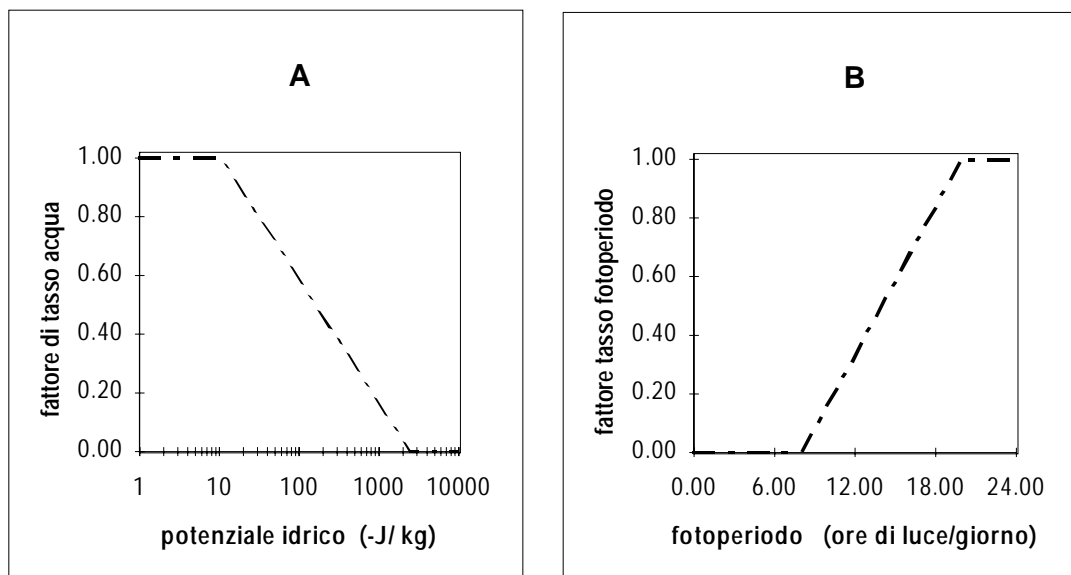 A
fattore di tasso acqua
1.00
0.80
0.60
0.40
0.20
0.00
1 10 100 1000 10000
potenziale idrico (-J/ kg)
B
fattore tasso fotoperiodo
1.00
0.80
0.60
0.40
0.20
0.00
0.00 6.00 12.00 18.00 24.00
fotoperiodo (ore di luce/giorno)